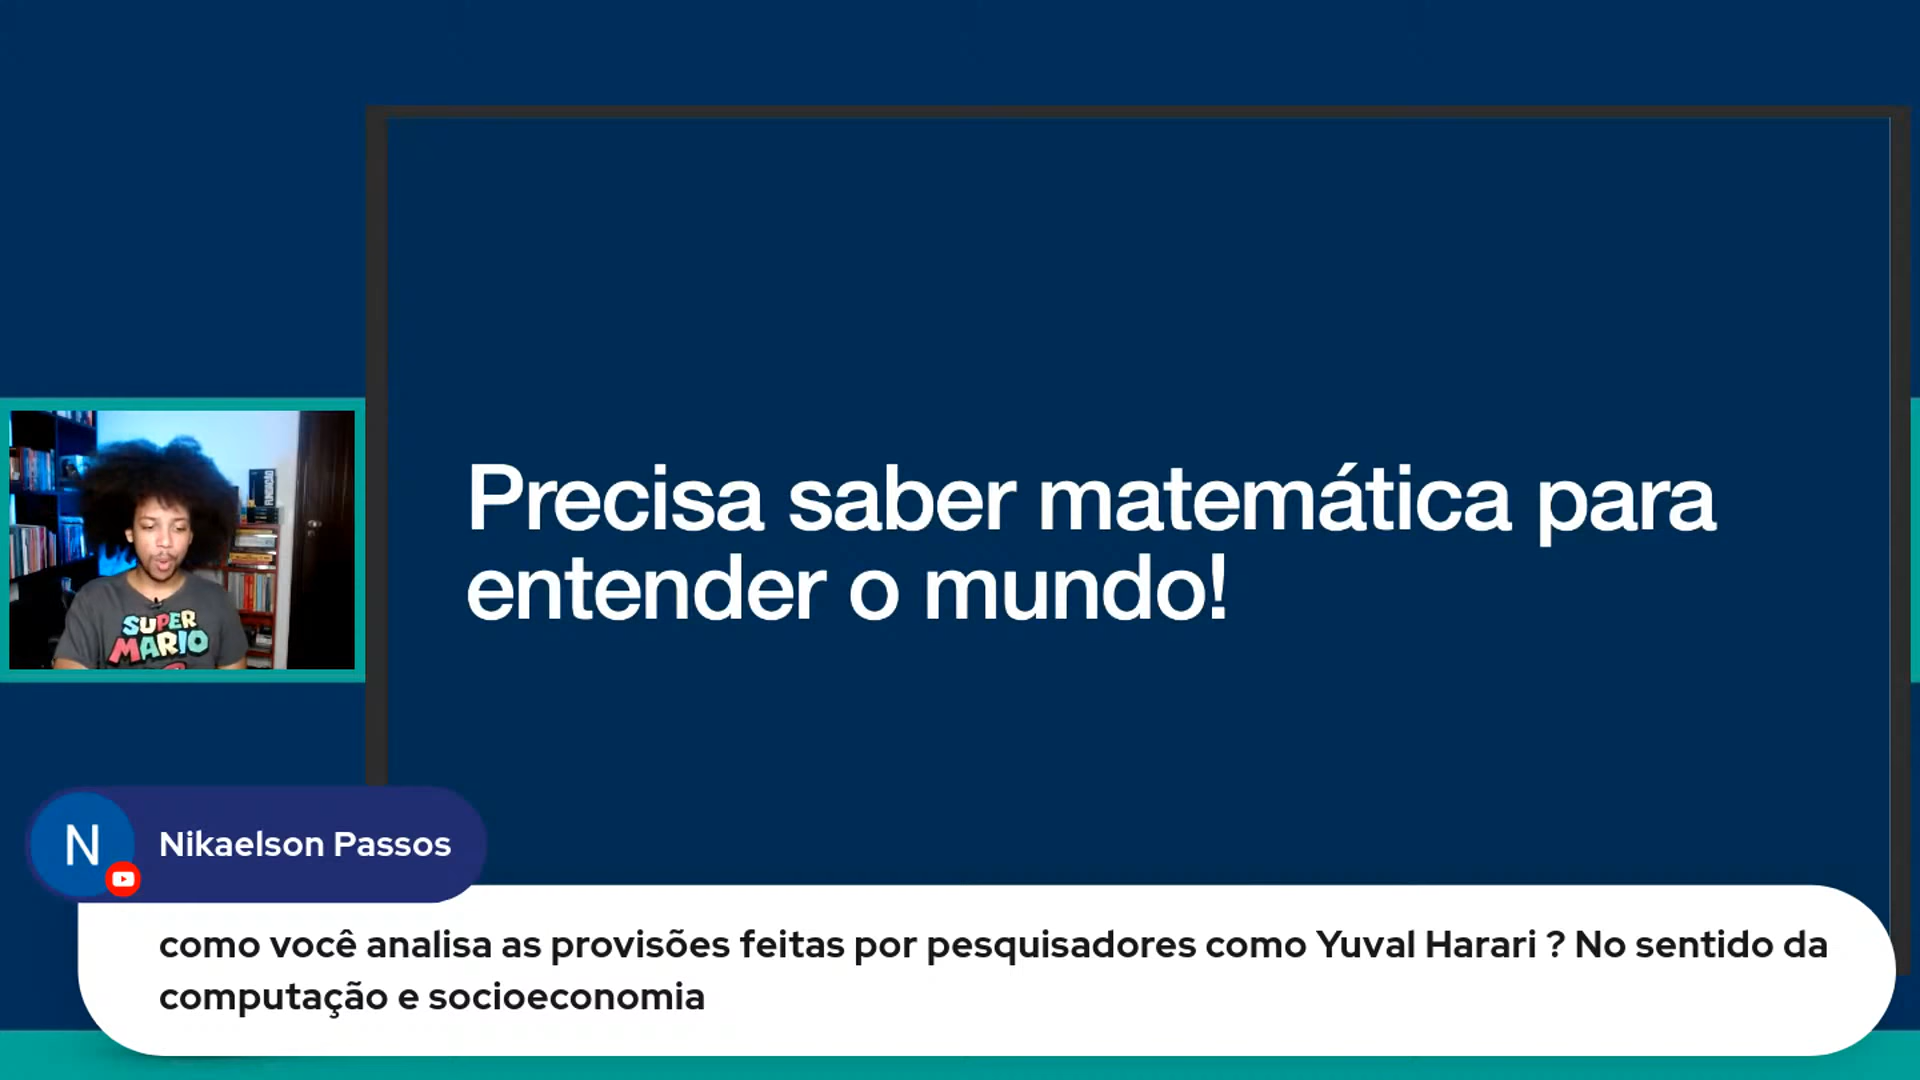 Precisa saber matemática para
entender o mundo!
FUNDAÇÃO
SUPER
MARIO
N
Nikaelson Passos
como você analisa as provisões feitas por pesquisadores como Yuval Harari ? No sentido da
computação e socioeconomia